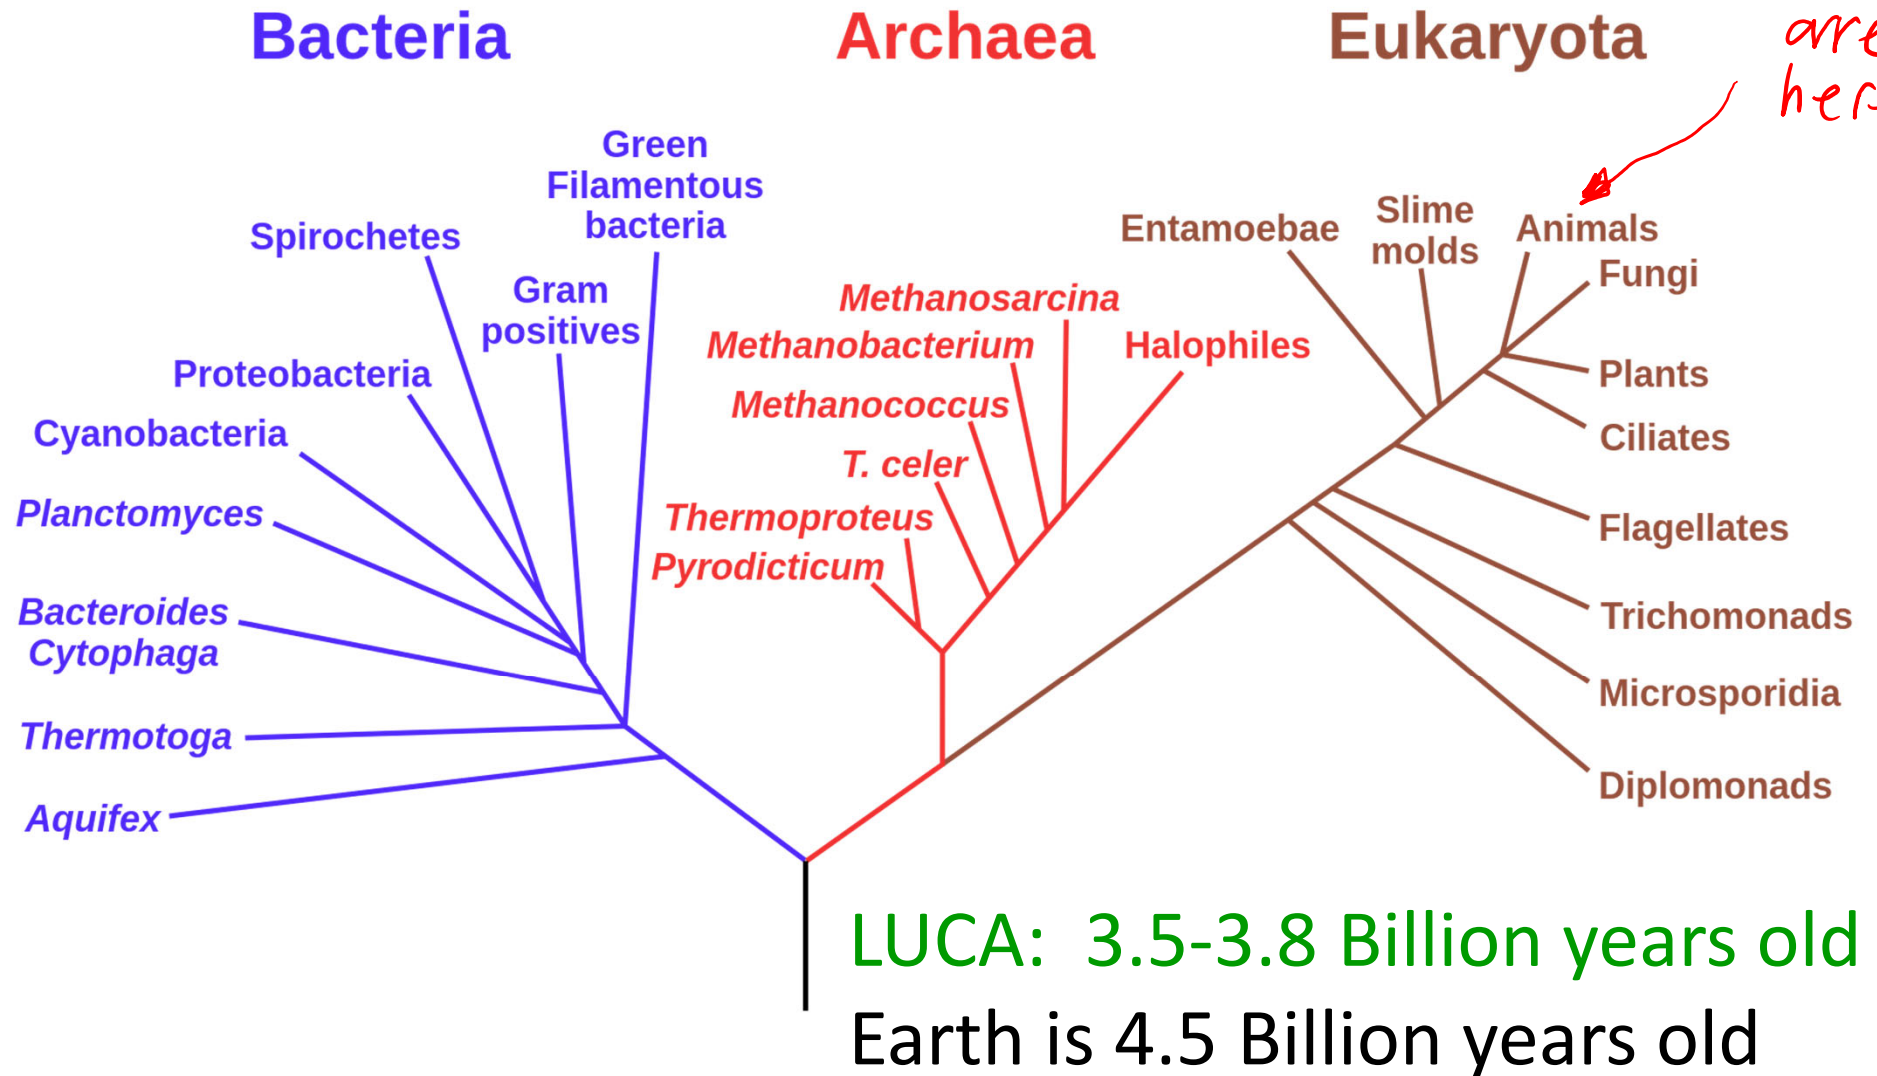 Bacteria
Archaea
Eukaryota
are
her
Green
Filamentous
bacteria
Spirochetes
Gram
positives
Proteobacteria
Cyanobacteria
Planctomyces
Bacteroides
Cytophaga
Thermotoga
Aquifex
Methanosarcina
Methanobacterium
Halophiles
Methanococcus
T. celer
Thermoproteus
Pyrodicticum
Entamoebae
Slime
molds
Animals
Fungi
Plants
Ciliates
Flagellates
Trichomonads
Microsporidia
Diplomonads
LUCA: 3.5-3.8 Billion years old
Earth is 4.5 Billion years old